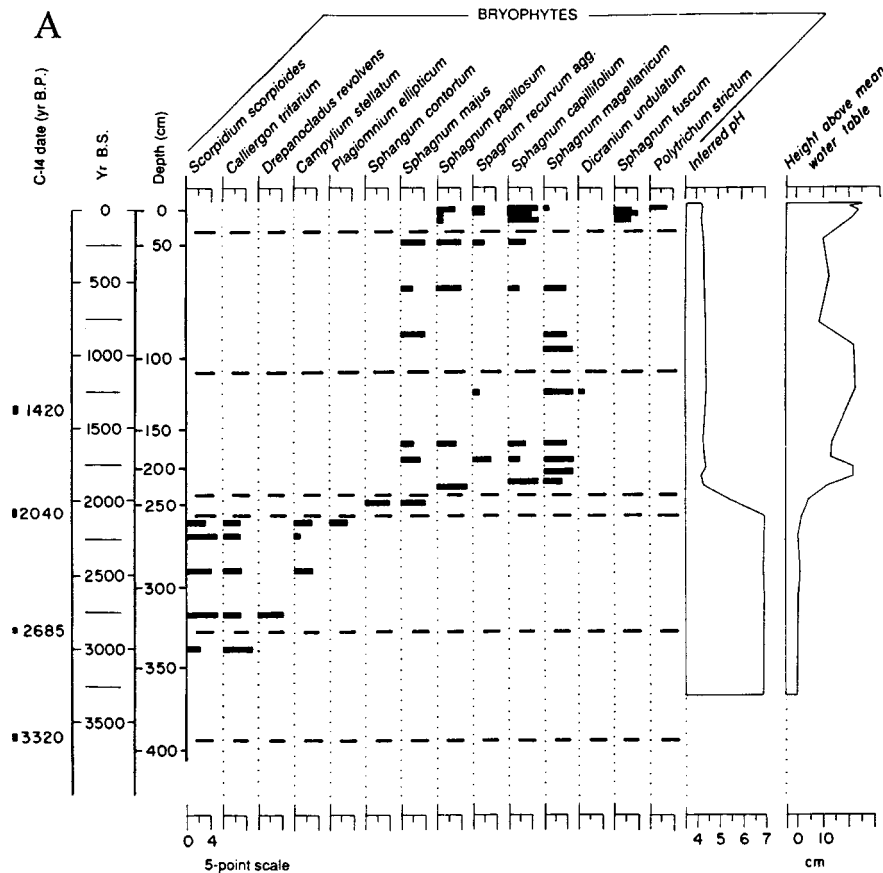 A
BRYOPHYTES
C-14 date (yr B.P.)
Yr B.S.
Depth (cm)
Scorpidium scorpioides
Calliergon trifarium
Drepanocladus revolvens
Campylium stellatum
Plagiomnium ellipticum
Sphangum contortum
Sphagnum majus
Sphagnum papillosum
Spagnum recurvum agg.
Sphagnum capillifolium
Sphagnum magellanicum
Dicranium undulatum
Sphagnum fuscum
Polytrichum strictum
Inferred pH
Height above mean
water table
0 0
50
500
1000 100
1420
1500 150
200
2000
2040 250
2500
300
2685
3000
350
3500
3320
400
0 4
4 5 6 7
0 10
cm
5-point scale